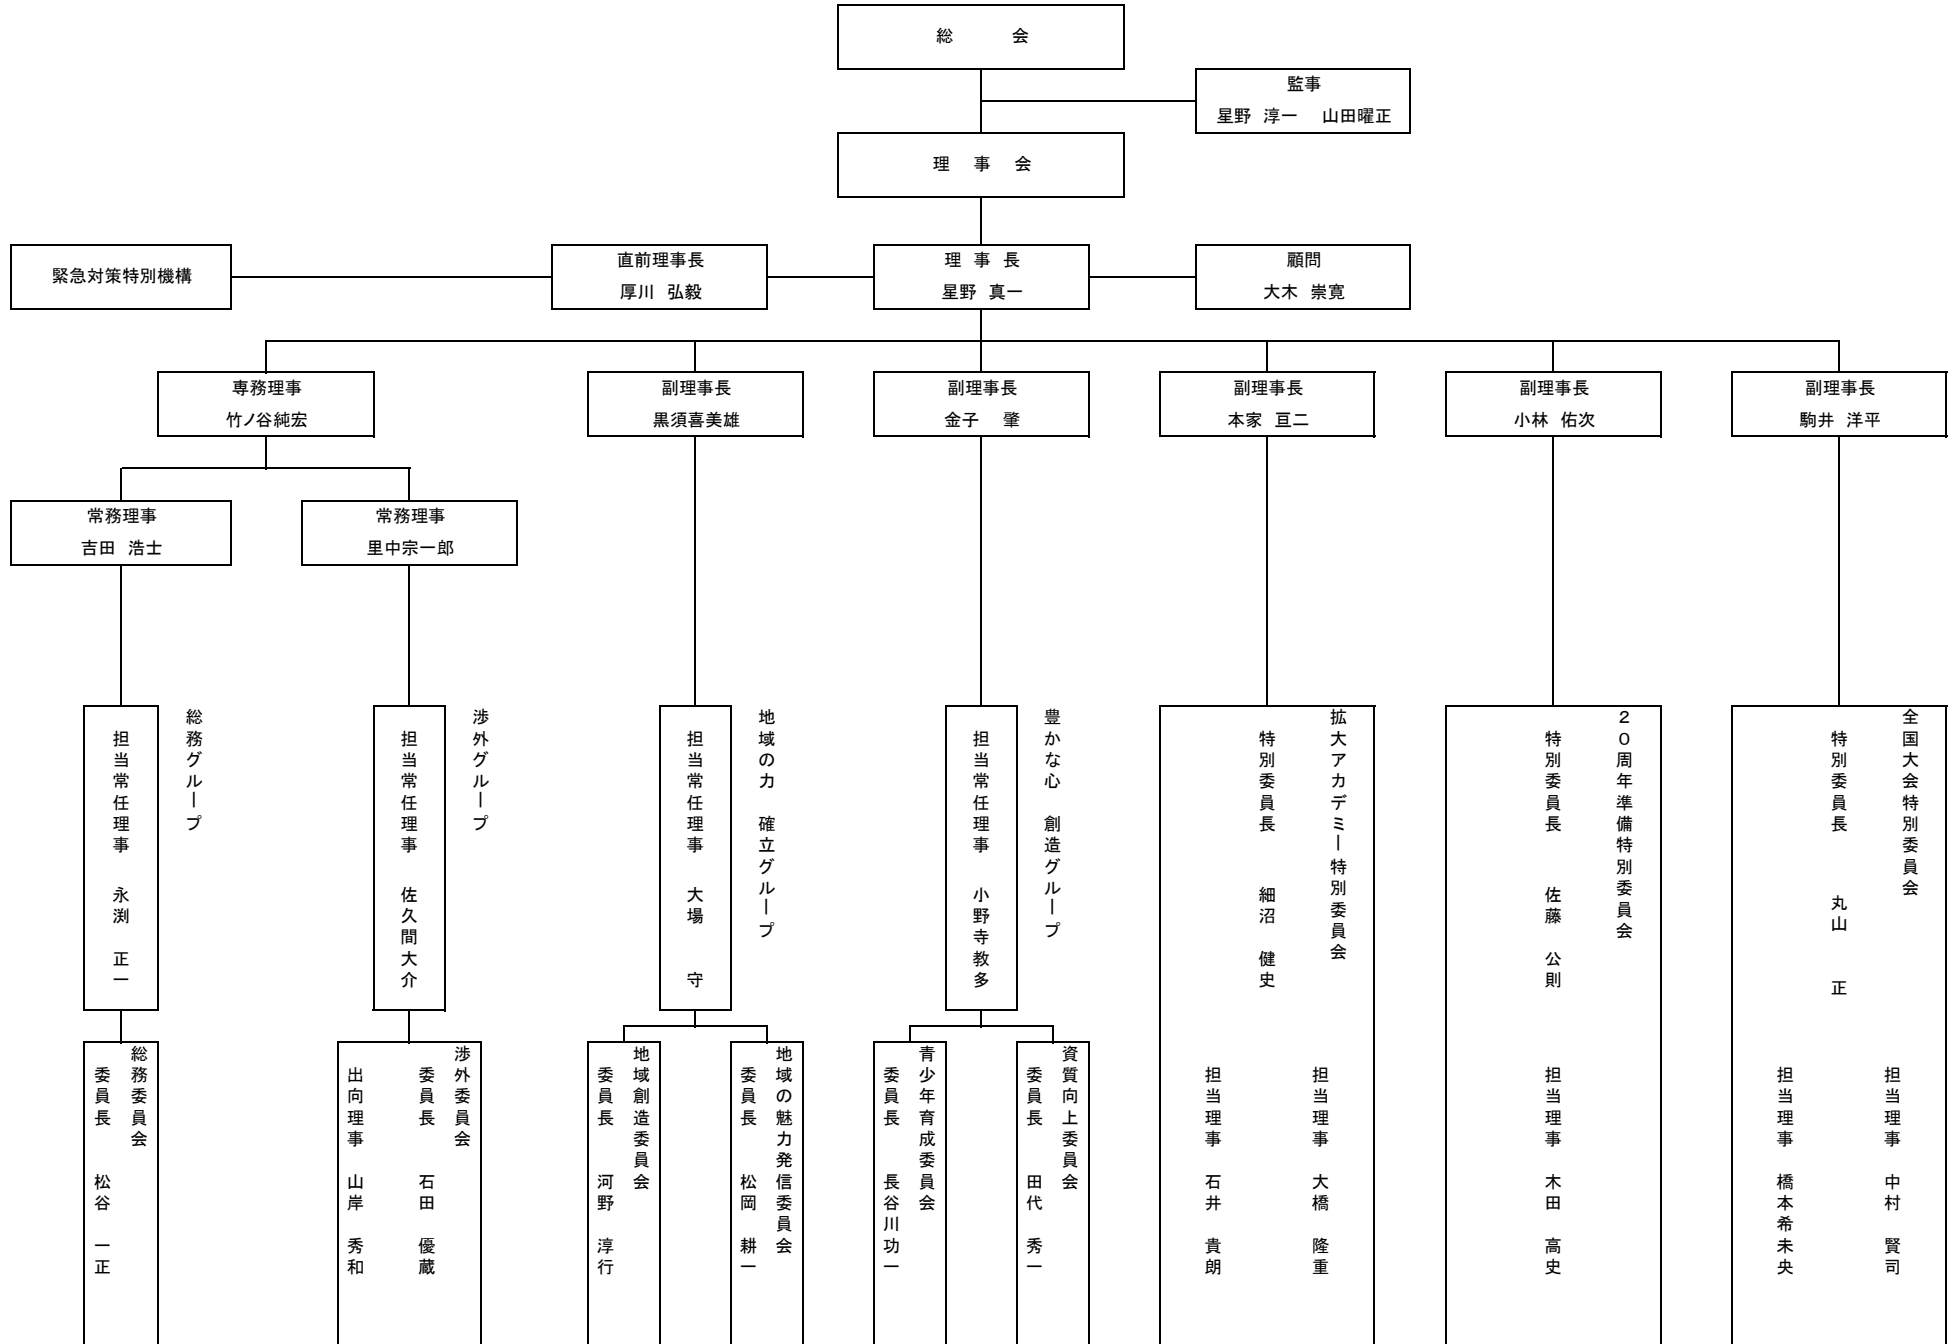 総　会
監事
星野 淳一　山田曜正
理 事 会
緊急対策特別機構
直前理事長
厚川 弘毅
理 事 長
星野 真一
顧問
大木 崇寛
専務理事
竹ノ谷純宏
副理事長
黒須喜美雄
副理事長
金子　肇
副理事長
本家 亘二
副理事長
小林 佑次
副理事長
駒井 洋平
常務理事
吉田 浩士
常務理事
里中宗一郎
総務グループ
担当常任理事　永渕 正一
渉外グループ
担当常任理事　佐久間大介
地域の力 確立グループ
担当常任理事　大場　守
豊かな心 創造グループ
担当常任理事　小野寺教多
拡大アカデミー特別委員会
特別委員長　細沼 健史
担当理事 大橋 隆重
担当理事 石井 貴朗
２０周年準備特別委員会
特別委員長　佐藤 公則
担当理事 木田 高史
全国大会特別委員会
特別委員長　丸山　正
担当理事 中村 賢司
担当理事 橋本希未央
総務委員会
委員長　松谷 一正
渉外委員会
委員長　石田 優蔵
出向理事 山岸 秀和
地域創造委員会
委員長　河野 淳行
地域の魅力発信委員会
委員長　松岡 耕一
青少年育成委員会
委員長　長谷川功一
資質向上委員会
委員長　田代 秀一